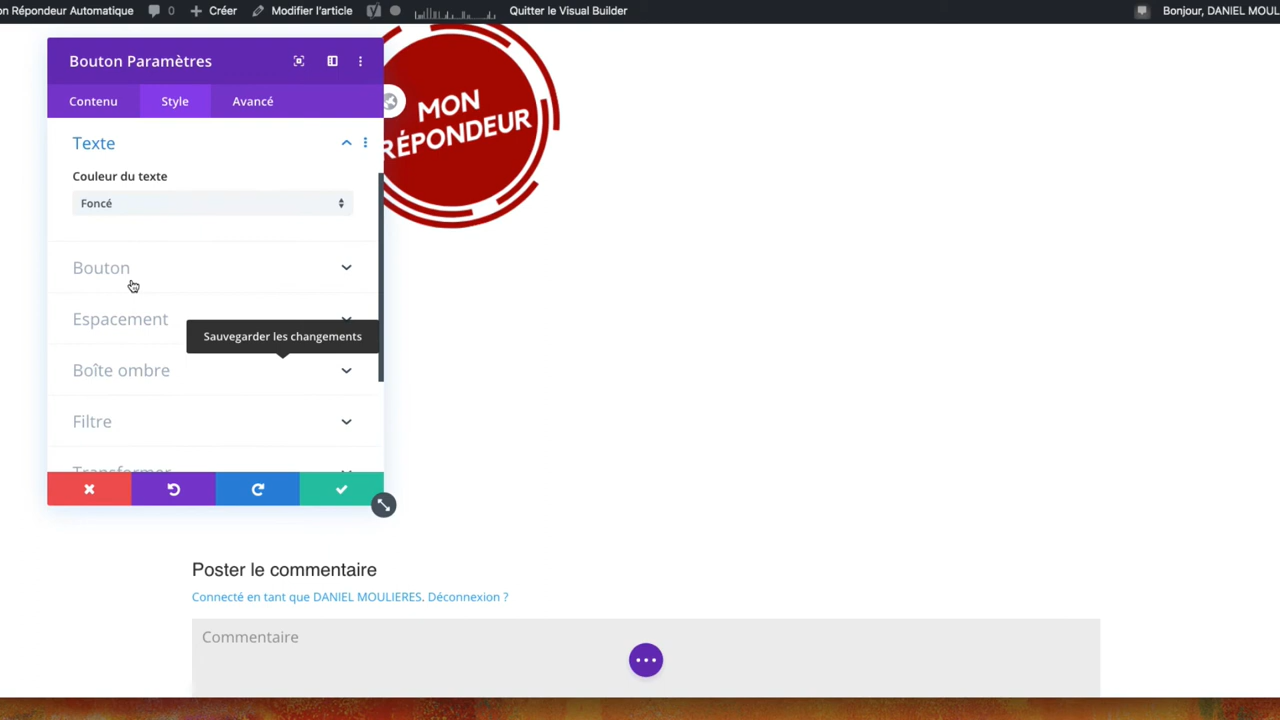 on Répondeur Automatique 0 Créer Modifier l'article Quitter le Visual Builder Bonjour, DANIEL MOUL
Bouton Paramètres
Contenu Style Avancé
MON
RÉPONDEUR
Texte
Couleur du texte
Foncé
Bouton
Espacement
Sauvegarder les changements
Boîte ombre
Filtre
Transformer
Poster le commentaire
Connecté en tant que DANIEL MOULIERES. Déconnexion ?
Commentaire